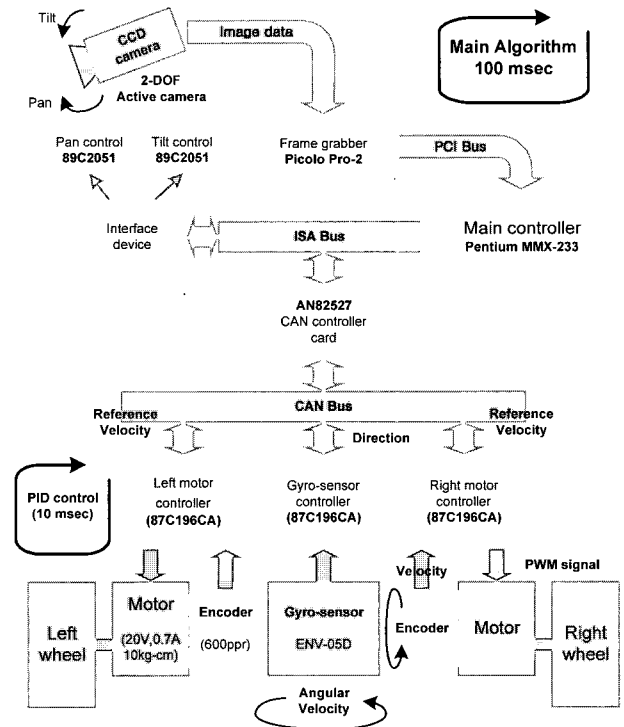 Tilt
CCD
camera
Image data
Main Algorithm
100 msec
2-DOF
Active camera
Pan
Pan control
89C2051
Tilt control
89C2051
Frame grabber
Picolo Pro-2
PCI Bus
Interface
device
ISA Bus
Main controller
Pentium MMX-233
AN82527
CAN controller
card
CAN Bus
Reference
Velocity
Direction
Reference
Velocity
PID control
(10 msec)
Left motor
controller
(87C196CA)
Gyro-sensor
controller
(87C196CA)
Right motor
controller
(87C196CA)
Velocity
PWM signal
Left
wheel
Motor
(20V,0.7A
10kg-cm)
Encoder
(600ppr)
Gyro-sensor
ENV-05D
Encoder
Motor
Right
wheel
Angular
Velocity